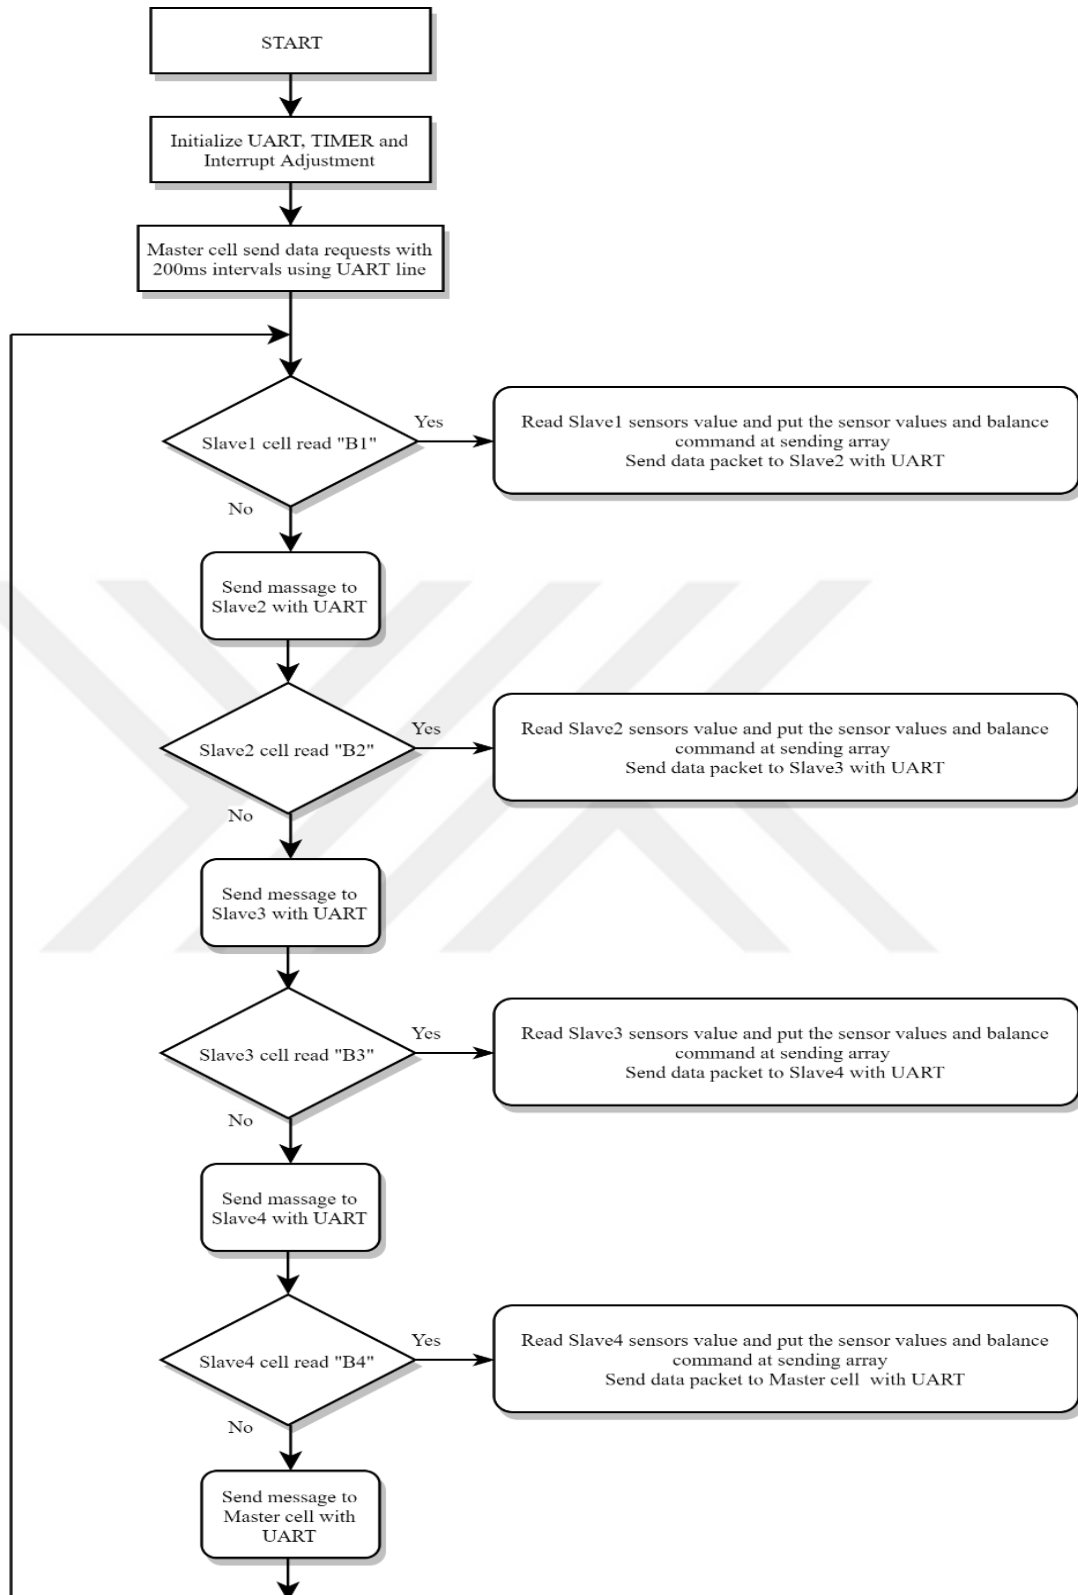 START
Initialize UART, TIMER and
Interrupt Adjustment
Master cell send data requests with
200ms intervals using UART line
Slave1 cell read "B1"
Yes
Read Slave1 sensors value and put the sensor values and balance
command at sending array
Send data packet to Slave2 with UART
No
Send massage to
Slave2 with UART
Slave2 cell read "B2"
Yes
Read Slave2 sensors value and put the sensor values and balance
command at sending array
Send data packet to Slave3 with UART
No
Send message to
Slave3 with UART
Slave3 cell read "B3"
Yes
Read Slave3 sensors value and put the sensor values and balance
command at sending array
Send data packet to Slave4 with UART
No
Send massage to
Slave4 with UART
Slave4 cell read "B4"
Yes
Read Slave4 sensors value and put the sensor values and balance
command at sending array
Send data packet to Master cell with UART
No
Send message to
Master cell with
UART